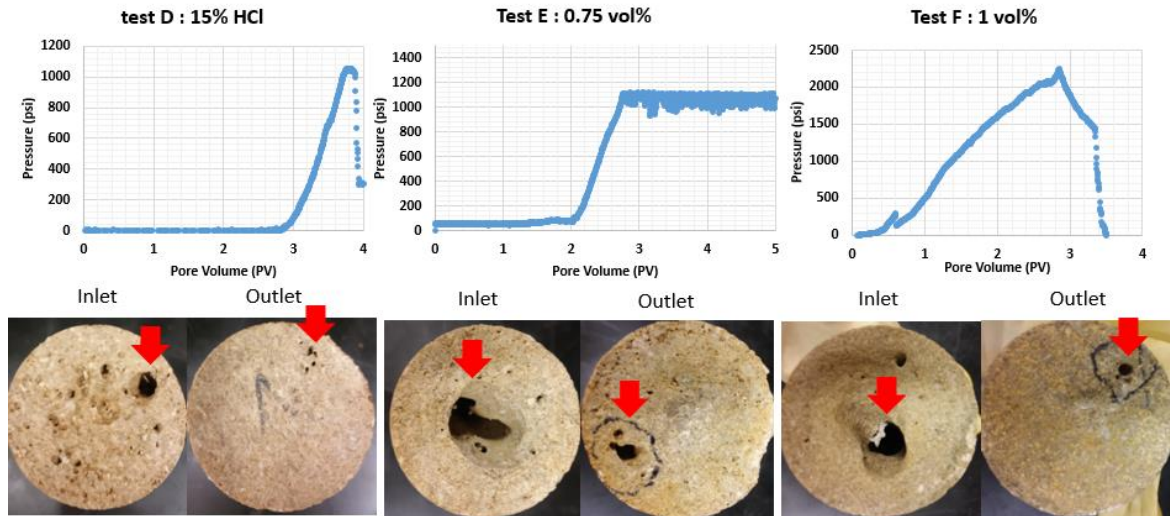 test D : 15% HCl
1200
1000
800
600
400
200
0
Pressure (psi)
0
1
2
3
4
Pore Volume (PV)
Inlet
Outlet
Test E : 0.75 vol%
1400
1200
1000
800
600
400
200
0
Pressure (psi)
0
1
2
3
4
5
Pore Volume (PV)
Inlet
Outlet
Test F : 1 vol%
2500
2000
1500
1000
500
0
Pressure (psi)
0
1
2
3
4
Pore Volume (PV)
Inlet
Outlet